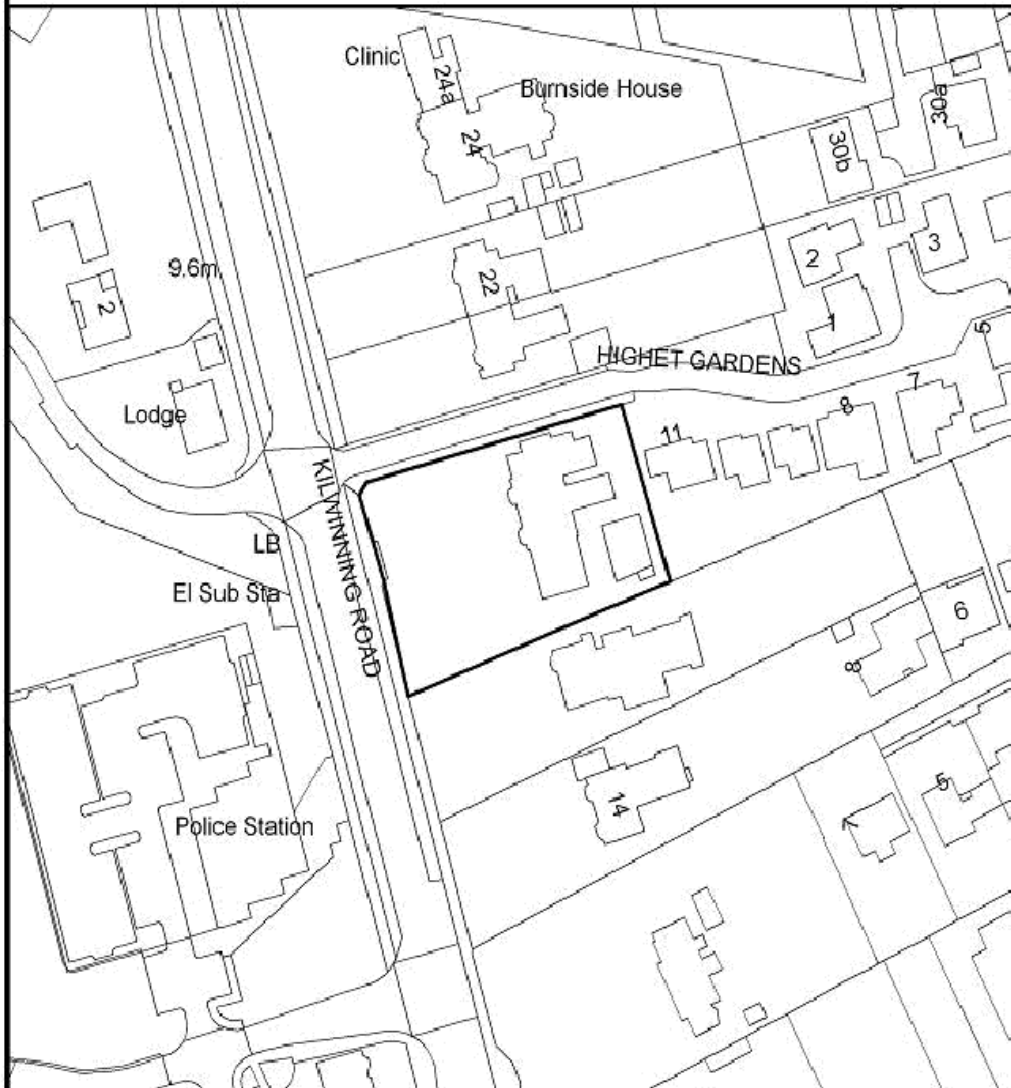 Clinic
24a
Burnside House
24
30a
30b
9.6m
2
22
2
3
1
5
HIGHET GARDENS
7
8
Lodge
11
KILWINNING ROAD
LB
El Sub Sta
6
8
14
5
7
Police Station